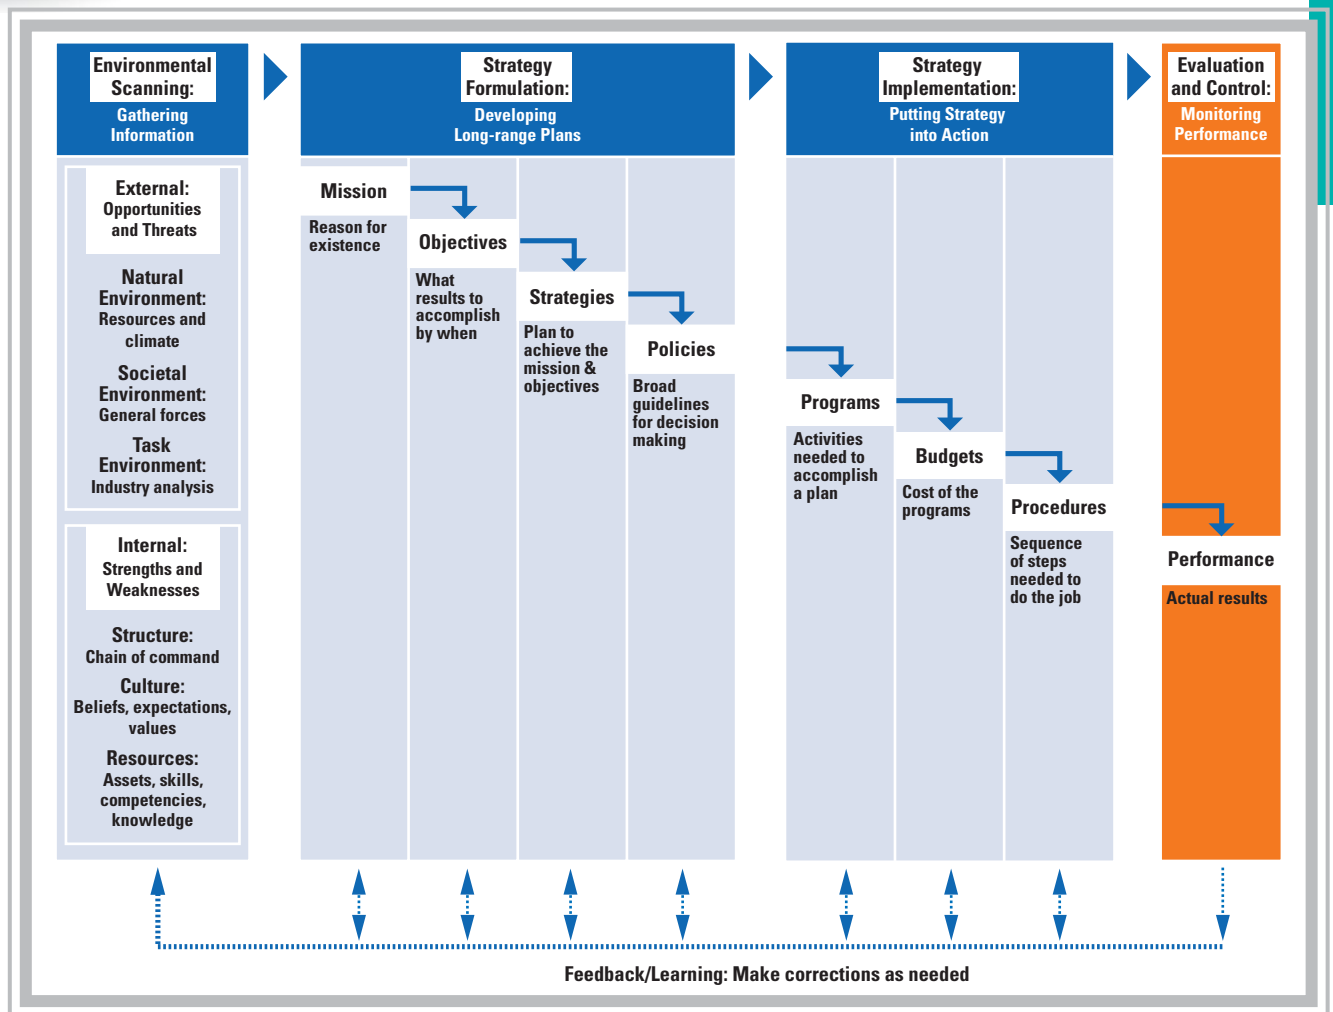 Environmental
Scanning:
Gathering
Information
Strategy
Formulation:
Developing
Long-range Plans
Strategy
Implementation:
Putting Strategy
into Action
Evaluation
and Control:
Monitoring
Performance
External:
Opportunities
and Threats
Natural
Environment:
Resources and
climate
Societal
Environment:
General forces
Task
Environment:
Industry analysis
Internal:
Strengths and
Weaknesses
Structure:
Chain of command
Culture:
Beliefs, expectations,
values
Resources:
Assets, skills,
competencies,
knowledge
Mission
Reason for
existence
Objectives
What
results to
accomplish
by when
Strategies
Plan to
achieve the
mission &
objectives
Policies
Broad
guidelines
for decision
making
Programs
Activities
needed to
accomplish
a plan
Budgets
Cost of the
programs
Procedures
Sequence
of steps
needed to
do the job
Performance
Actual results
Feedback/Learning: Make corrections as needed